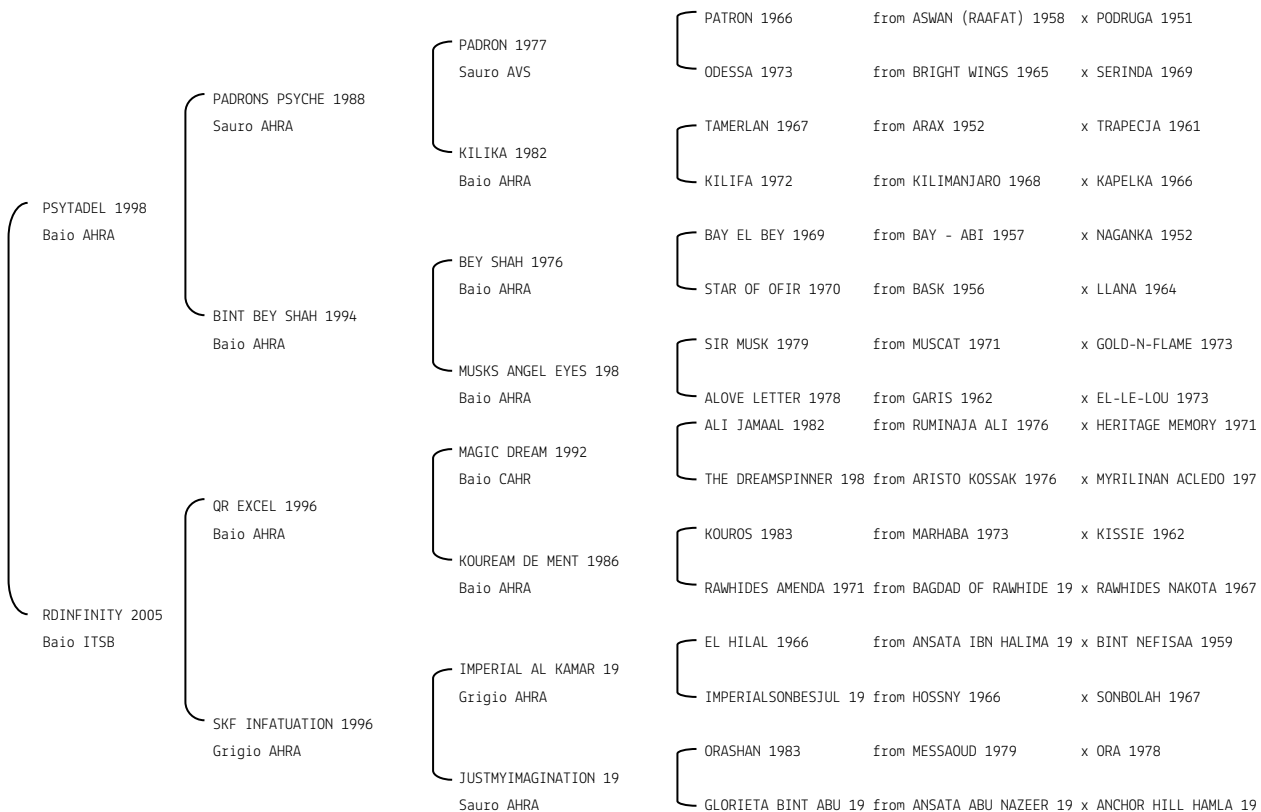 PATRON 1966 from ASWAN (RAAFAT) 1958 x PODRUGA 1951
PADRON 1977
Sauro AVS ODESSA 1973 from BRIGHT WINGS 1965 x SERINDA 1969
PADRONS PSYCHE 1988
Sauro AHRA TAMERLAN 1967 from ARAX 1952 x TRAPECJA 1961
KILIKA 1982
Baio AHRA KILIFA 1972 from KILIMANJARO 1968 x KAPELKA 1966
PSYTADEL 1998
Baio AHRA BAY EL BEY 1969 from BAY - ABI 1957 x NAGANKA 1952
BEY SHAH 1976
Baio AHRA STAR OF OFIR 1970 from BASK 1956 x LLANA 1964
BINT BEY SHAH 1994
Baio AHRA SIR MUSK 1979 from MUSCAT 1971 x GOLD-N-FLAME 1973
MUSKS ANGEL EYES 198
Baio AHRA ALOVE LETTER 1978 from GARIS 1962 x EL-LE-LOU 1973
ALI JAMAAL 1982 from RUMINAJA ALI 1976 x HERITAGE MEMORY 1971
MAGIC DREAM 1992
Baio CAHR THE DREAMSPINNER 198 from ARISTO KOSSAK 1976 x MYRILINAN ACLEDO 197
QR EXCEL 1996
Baio AHRA KOUROS 1983 from MARHABA 1973 x KISSIE 1962
KOUREAM DE MENT 1986
Baio AHRA RAWHIDES AMENDA 1971 from BAGDAD OF RAWHIDE 19 x RAWHIDES NAKOTA 1967
RDINFINITY 2005
Baio ITSB EL HILAL 1966 from ANSATA IBN HALIMA 19 x BINT NEFISAA 1959
IMPERIAL AL KAMAR 19
Grigio AHRA IMPERIALSONBESJUL 19 from HOSSNY 1966 x SONBOLAH 1967
SKF INFATUATION 1996
Grigio AHRA ORASHAN 1983 from MESSAOUD 1979 x ORA 1978
JUSTMYIMAGINATION 19
Sauro AHRA GLORIETA BINT ABU 19 from ANSATA ABU NAZEER 19 x ANCHOR HILL HAMLA 19